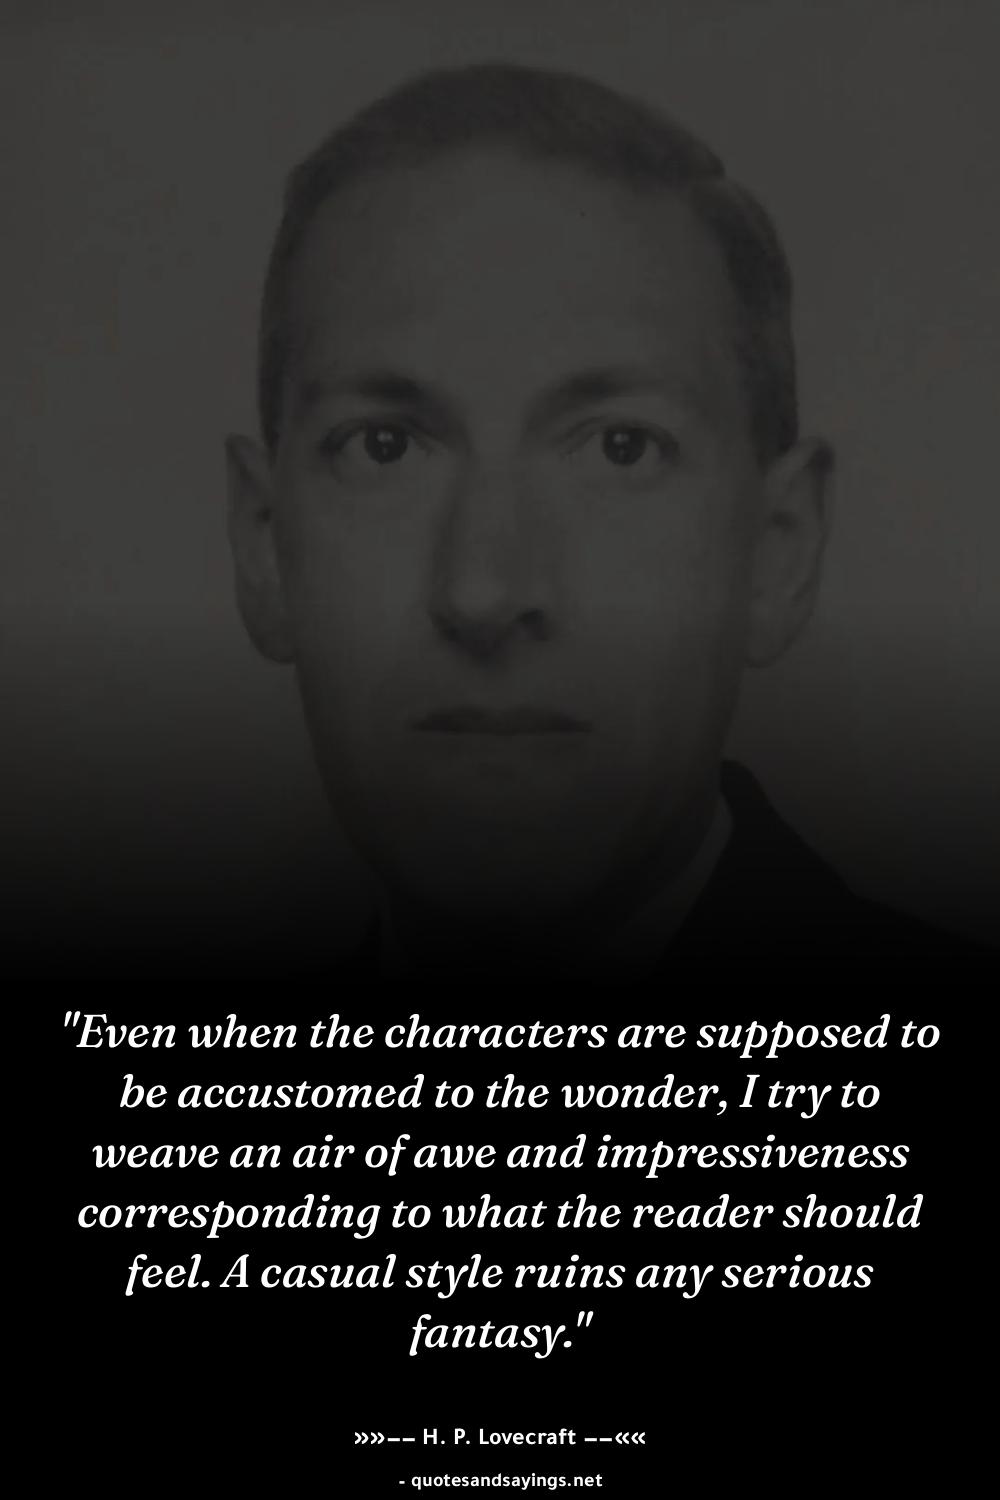 "Even when the characters are supposed to
be accustomed to the wonder, I try to
weave an air of awe and impressiveness
corresponding to what the reader should
feel. A casual style ruins any serious
fantasy."
»»–– H. P. Lovecraft ––««
- quotesandsayings.net